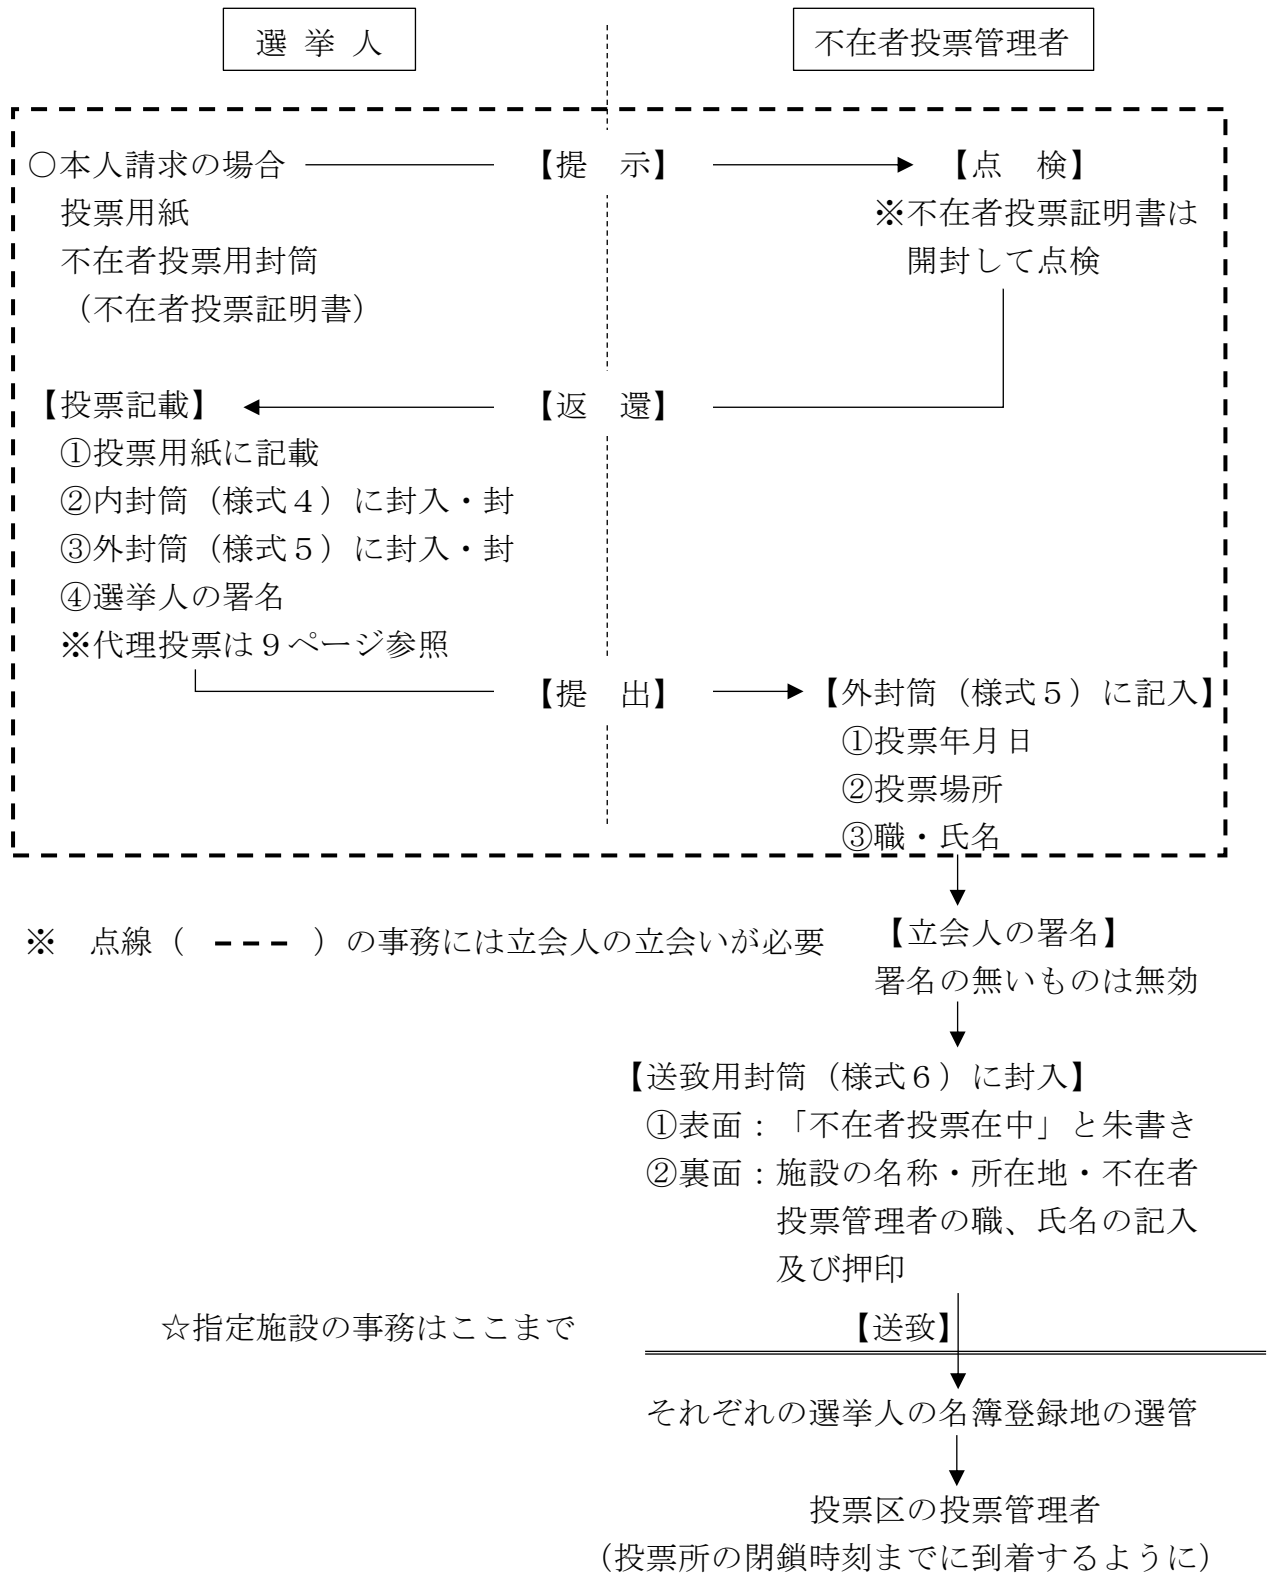 選 挙 人
不在者投票管理者
○本人請求の場合
【提　示】
【点　検】
投票用紙
※不在者投票証明書は
不在者投票用封筒
開封して点検
（不在者投票証明書）
【投票記載】
【返　還】
①投票用紙に記載
②内封筒（様式４）に封入・封
③外封筒（様式５）に封入・封
④選挙人の署名
※代理投票は９ページ参照
【提　出】
【外封筒（様式５）に記入】
①投票年月日
②投票場所
③職・氏名
※　点線（ --- ）の事務には立会人の立会いが必要
【立会人の署名】
署名の無いものは無効
【送致用封筒（様式６）に封入】
①表面：「不在者投票在中」と朱書き
②裏面：施設の名称・所在地・不在者
投票管理者の職、氏名の記入
及び押印
☆指定施設の事務はここまで
【送致】
それぞれの選挙人の名簿登録地の選管
投票区の投票管理者
（投票所の閉鎖時刻までに到着するように）